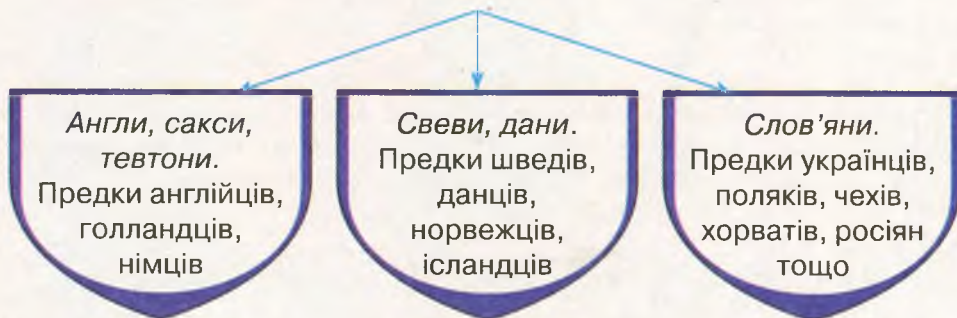 Англи, сакси,
тевтони.
Предки англійців,
голландців,
німців
Свеви, дани.
Предки шведів,
данців,
норвежців,
ісландців
Слов’яни.
Предки українців,
поляків, чехів,
хорватів, росіян
тощо